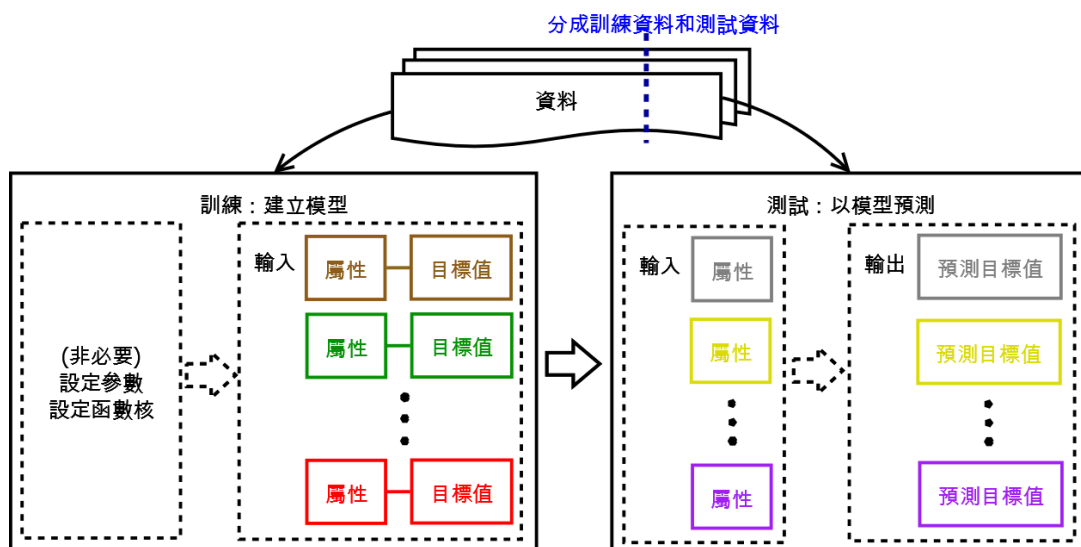 分成訓練資料和測試資料
資料
訓練：建立模型
(非必要)
設定參數
設定函數核
輸入
屬性
目標值
屬性
目標值
屬性
目標值
測試：以模型預測
輸入
屬性
屬性
屬性
輸出
預測目標值
預測目標值
預測目標值